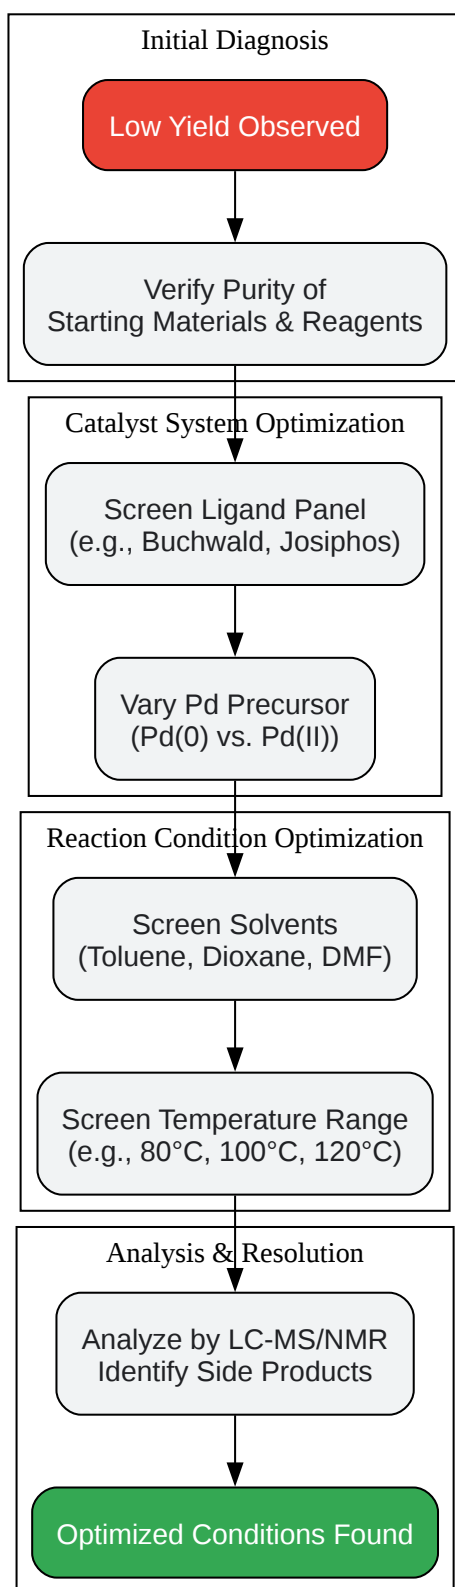 Initial Diagnosis
Low Yield Observed
Verify Purity of
Starting Materials & Reagents
Catalyst System Optimization
Screen Ligand Panel
(e.g., Buchwald, Josiphos)
Vary Pd Precursor
(Pd(0) vs. Pd(II))
Reaction Condition Optimization
Screen Solvents
(Toluene, Dioxane, DMF)
Screen Temperature Range
(e.g., 80°C, 100°C, 120°C)
Analysis & Resolution
Analyze by LC-MS/NMR
Identify Side Products
Optimized Conditions Found